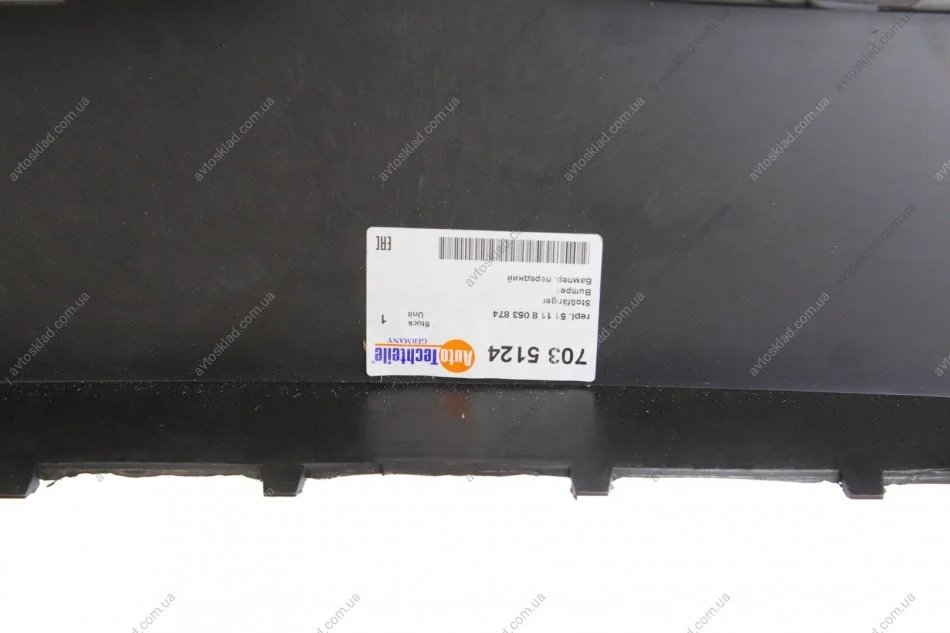 703 5124 AutoTechteile
GERMANY
repl. 51 11 8 053 874
Stuck
Unit 1
Stoßfänger
Bumper
Бампер, передний
EAC
avtosklad.com.ua